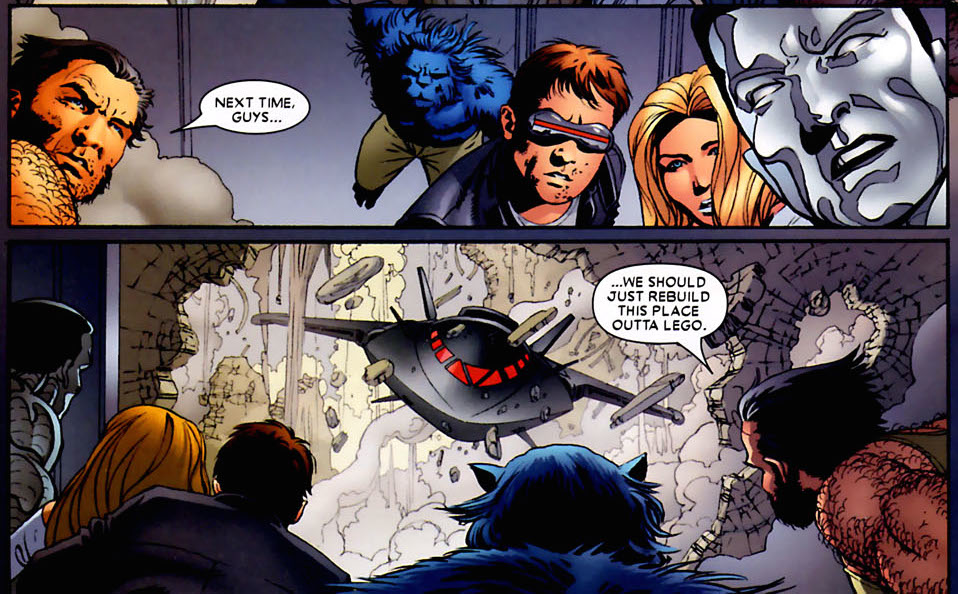 NEXT TIME,
GUYS...
...WE SHOULD
JUST REBUILD
THIS PLACE
OUTTA LEGO.